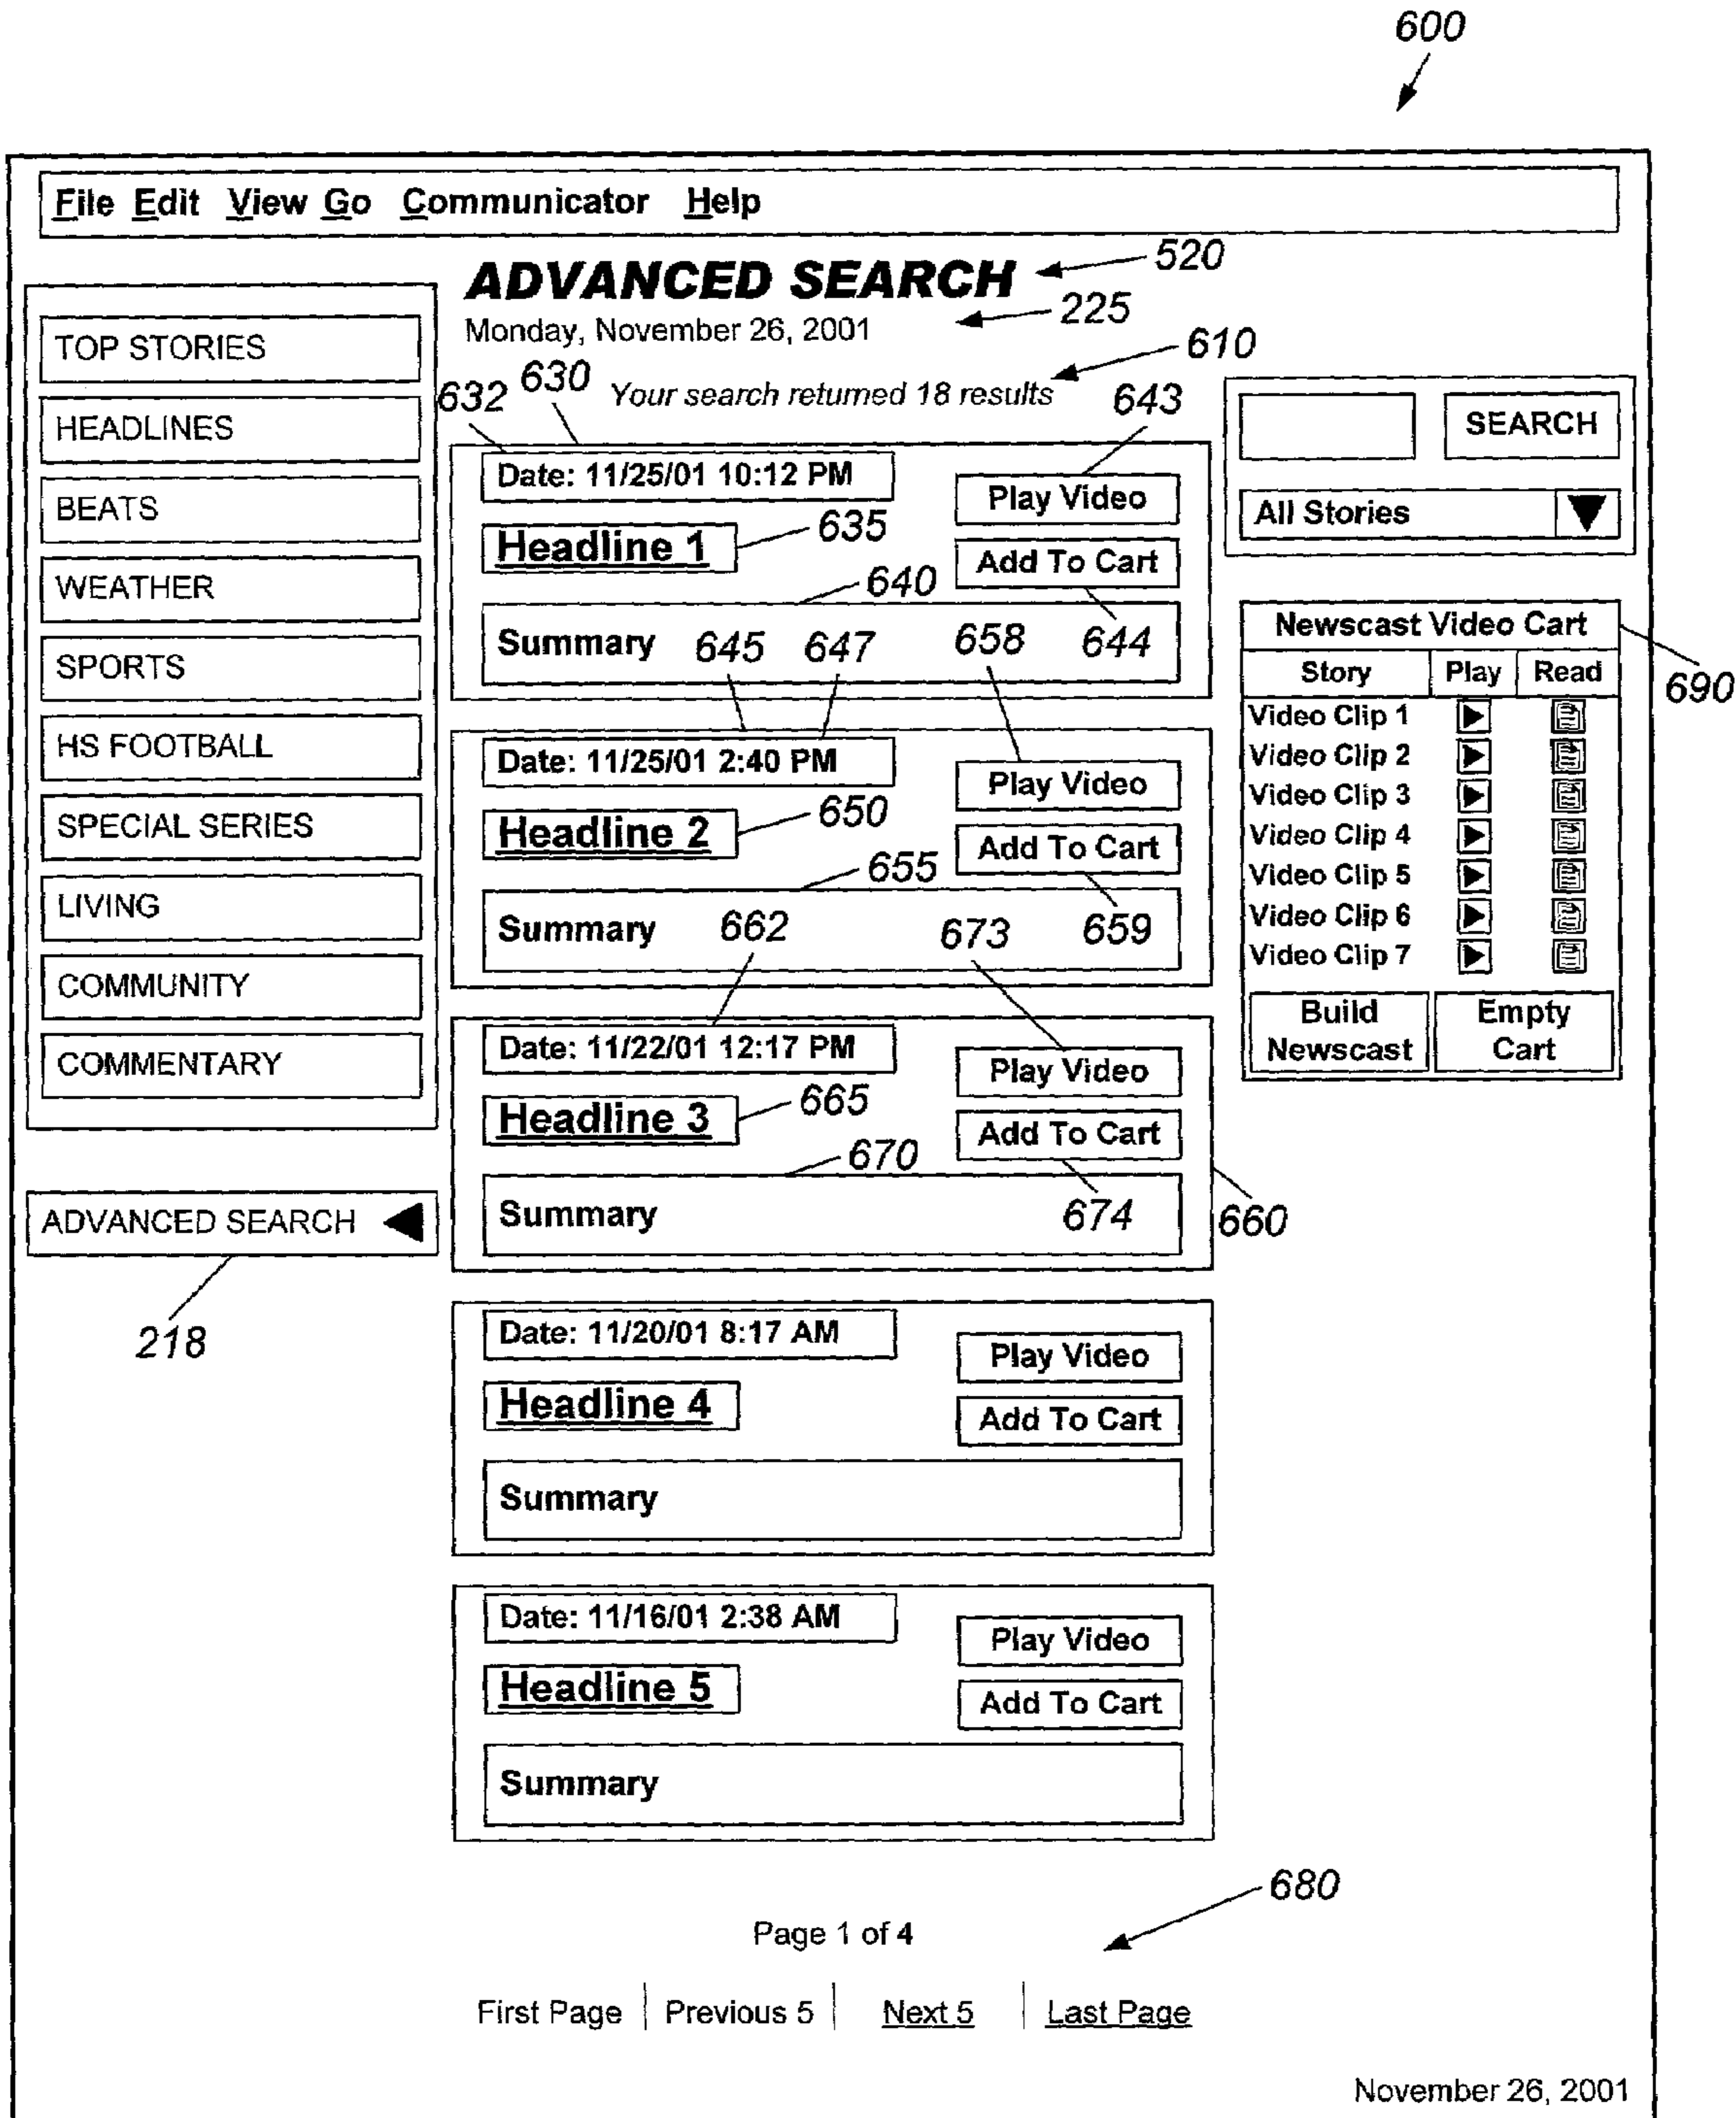 600
File Edit View Go Communicator Help
ADVANCED SEARCH
520
Monday, November 26, 2001
225
Your search returned 18 results
610
TOP STORIES
HEADLINES
BEATS
WEATHER
SPORTS
HS FOOTBALL
SPECIAL SERIES
LIVING
COMMUNITY
COMMENTARY
ADVANCED SEARCH
218
632
630
643
Date: 11/25/01 10:12 PM
Play Video
Headline 1
635
Add To Cart
640
Summary
645
647
658
644
Date: 11/25/01 2:40 PM
Play Video
Headline 2
650
Add To Cart
655
Summary
662
673
659
Date: 11/22/01 12:17 PM
Play Video
Headline 3
665
Add To Cart
670
Summary
674
660
Date: 11/20/01 8:17 AM
Play Video
Headline 4
Add To Cart
Summary
Date: 11/16/01 2:38 AM
Play Video
Headline 5
Add To Cart
Summary
SEARCH
All Stories
Newscast Video Cart
690
Story Play Read
Video Clip 1
Video Clip 2
Video Clip 3
Video Clip 4
Video Clip 5
Video Clip 6
Video Clip 7
Build Newscast
Empty Cart
680
Page 1 of 4
First Page | Previous 5 | Next 5 | Last Page
November 26, 2001